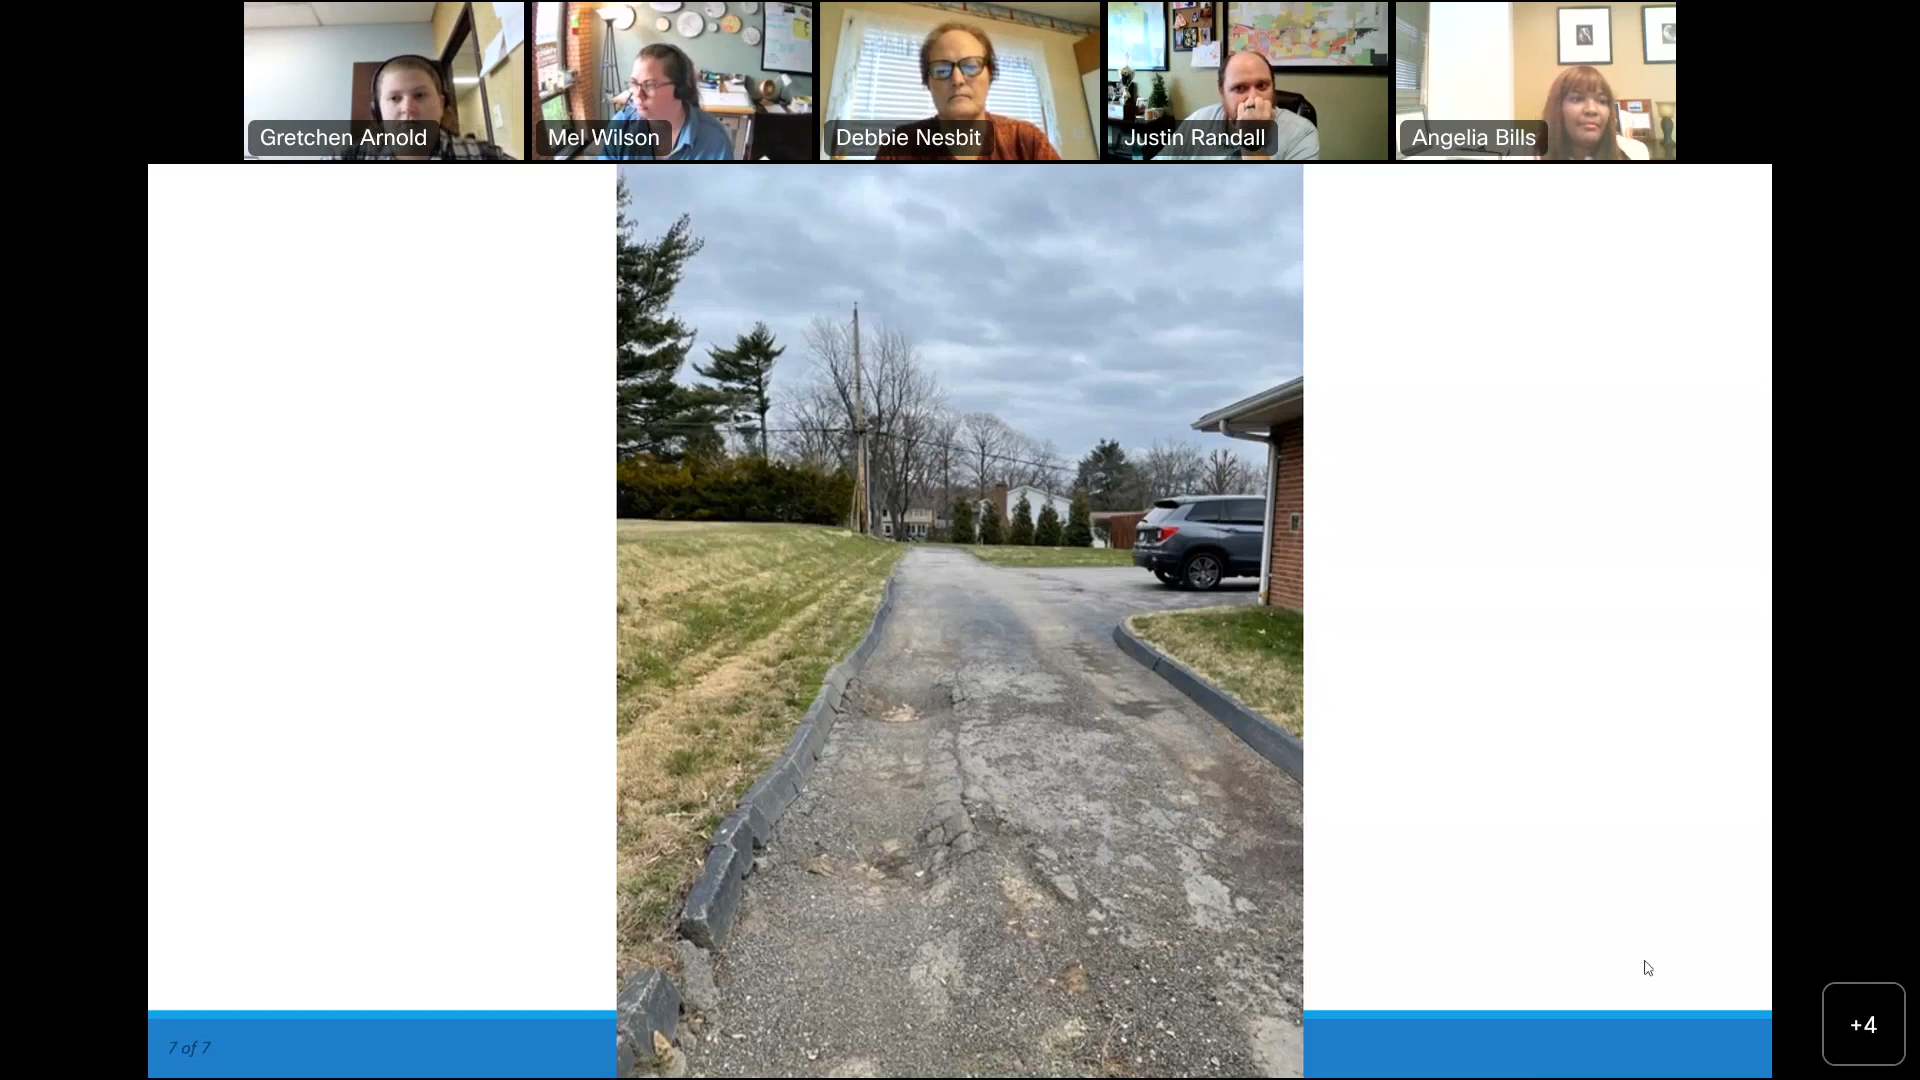 Gretchen Arnold
Mel Wilson
Debbie Nesbit
Justin Randall
Angelia Bills
7 of 7
+4